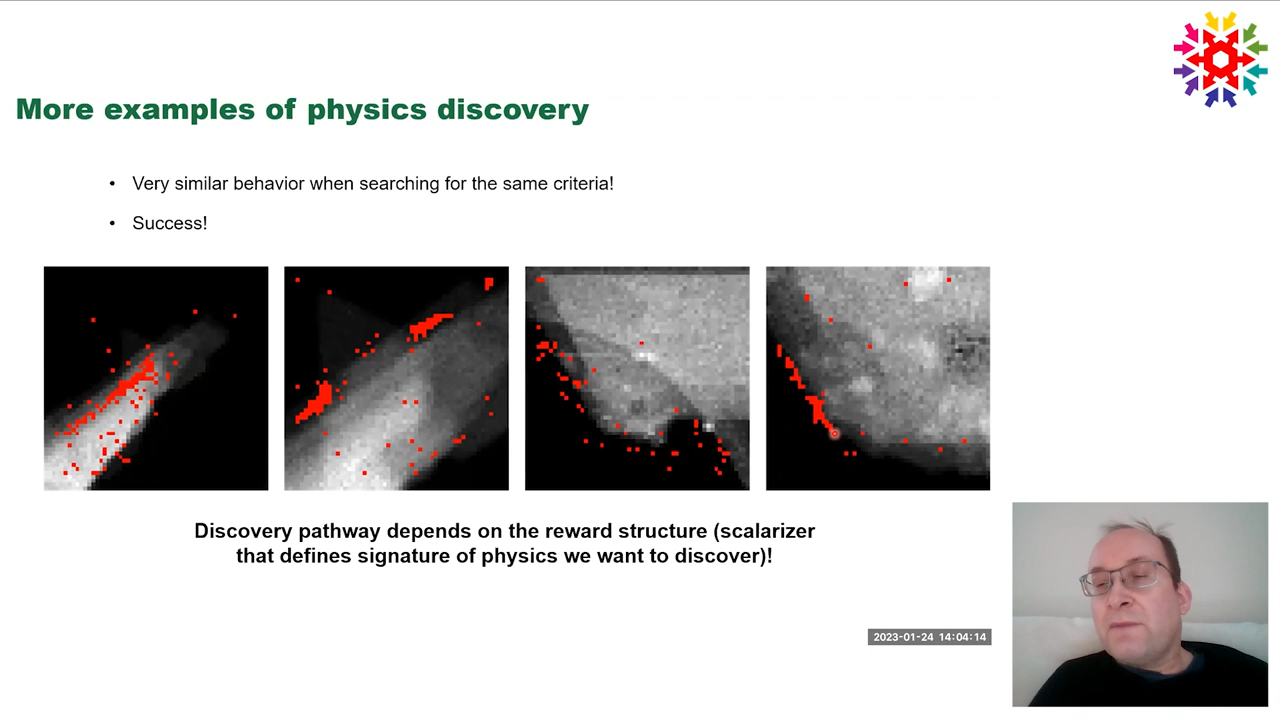 More examples of physics discovery
• Very similar behavior when searching for the same criteria!
• Success!
Discovery pathway depends on the reward structure (scalarizer
that defines signature of physics we want to discover)!
2023-01-24 14:04:14